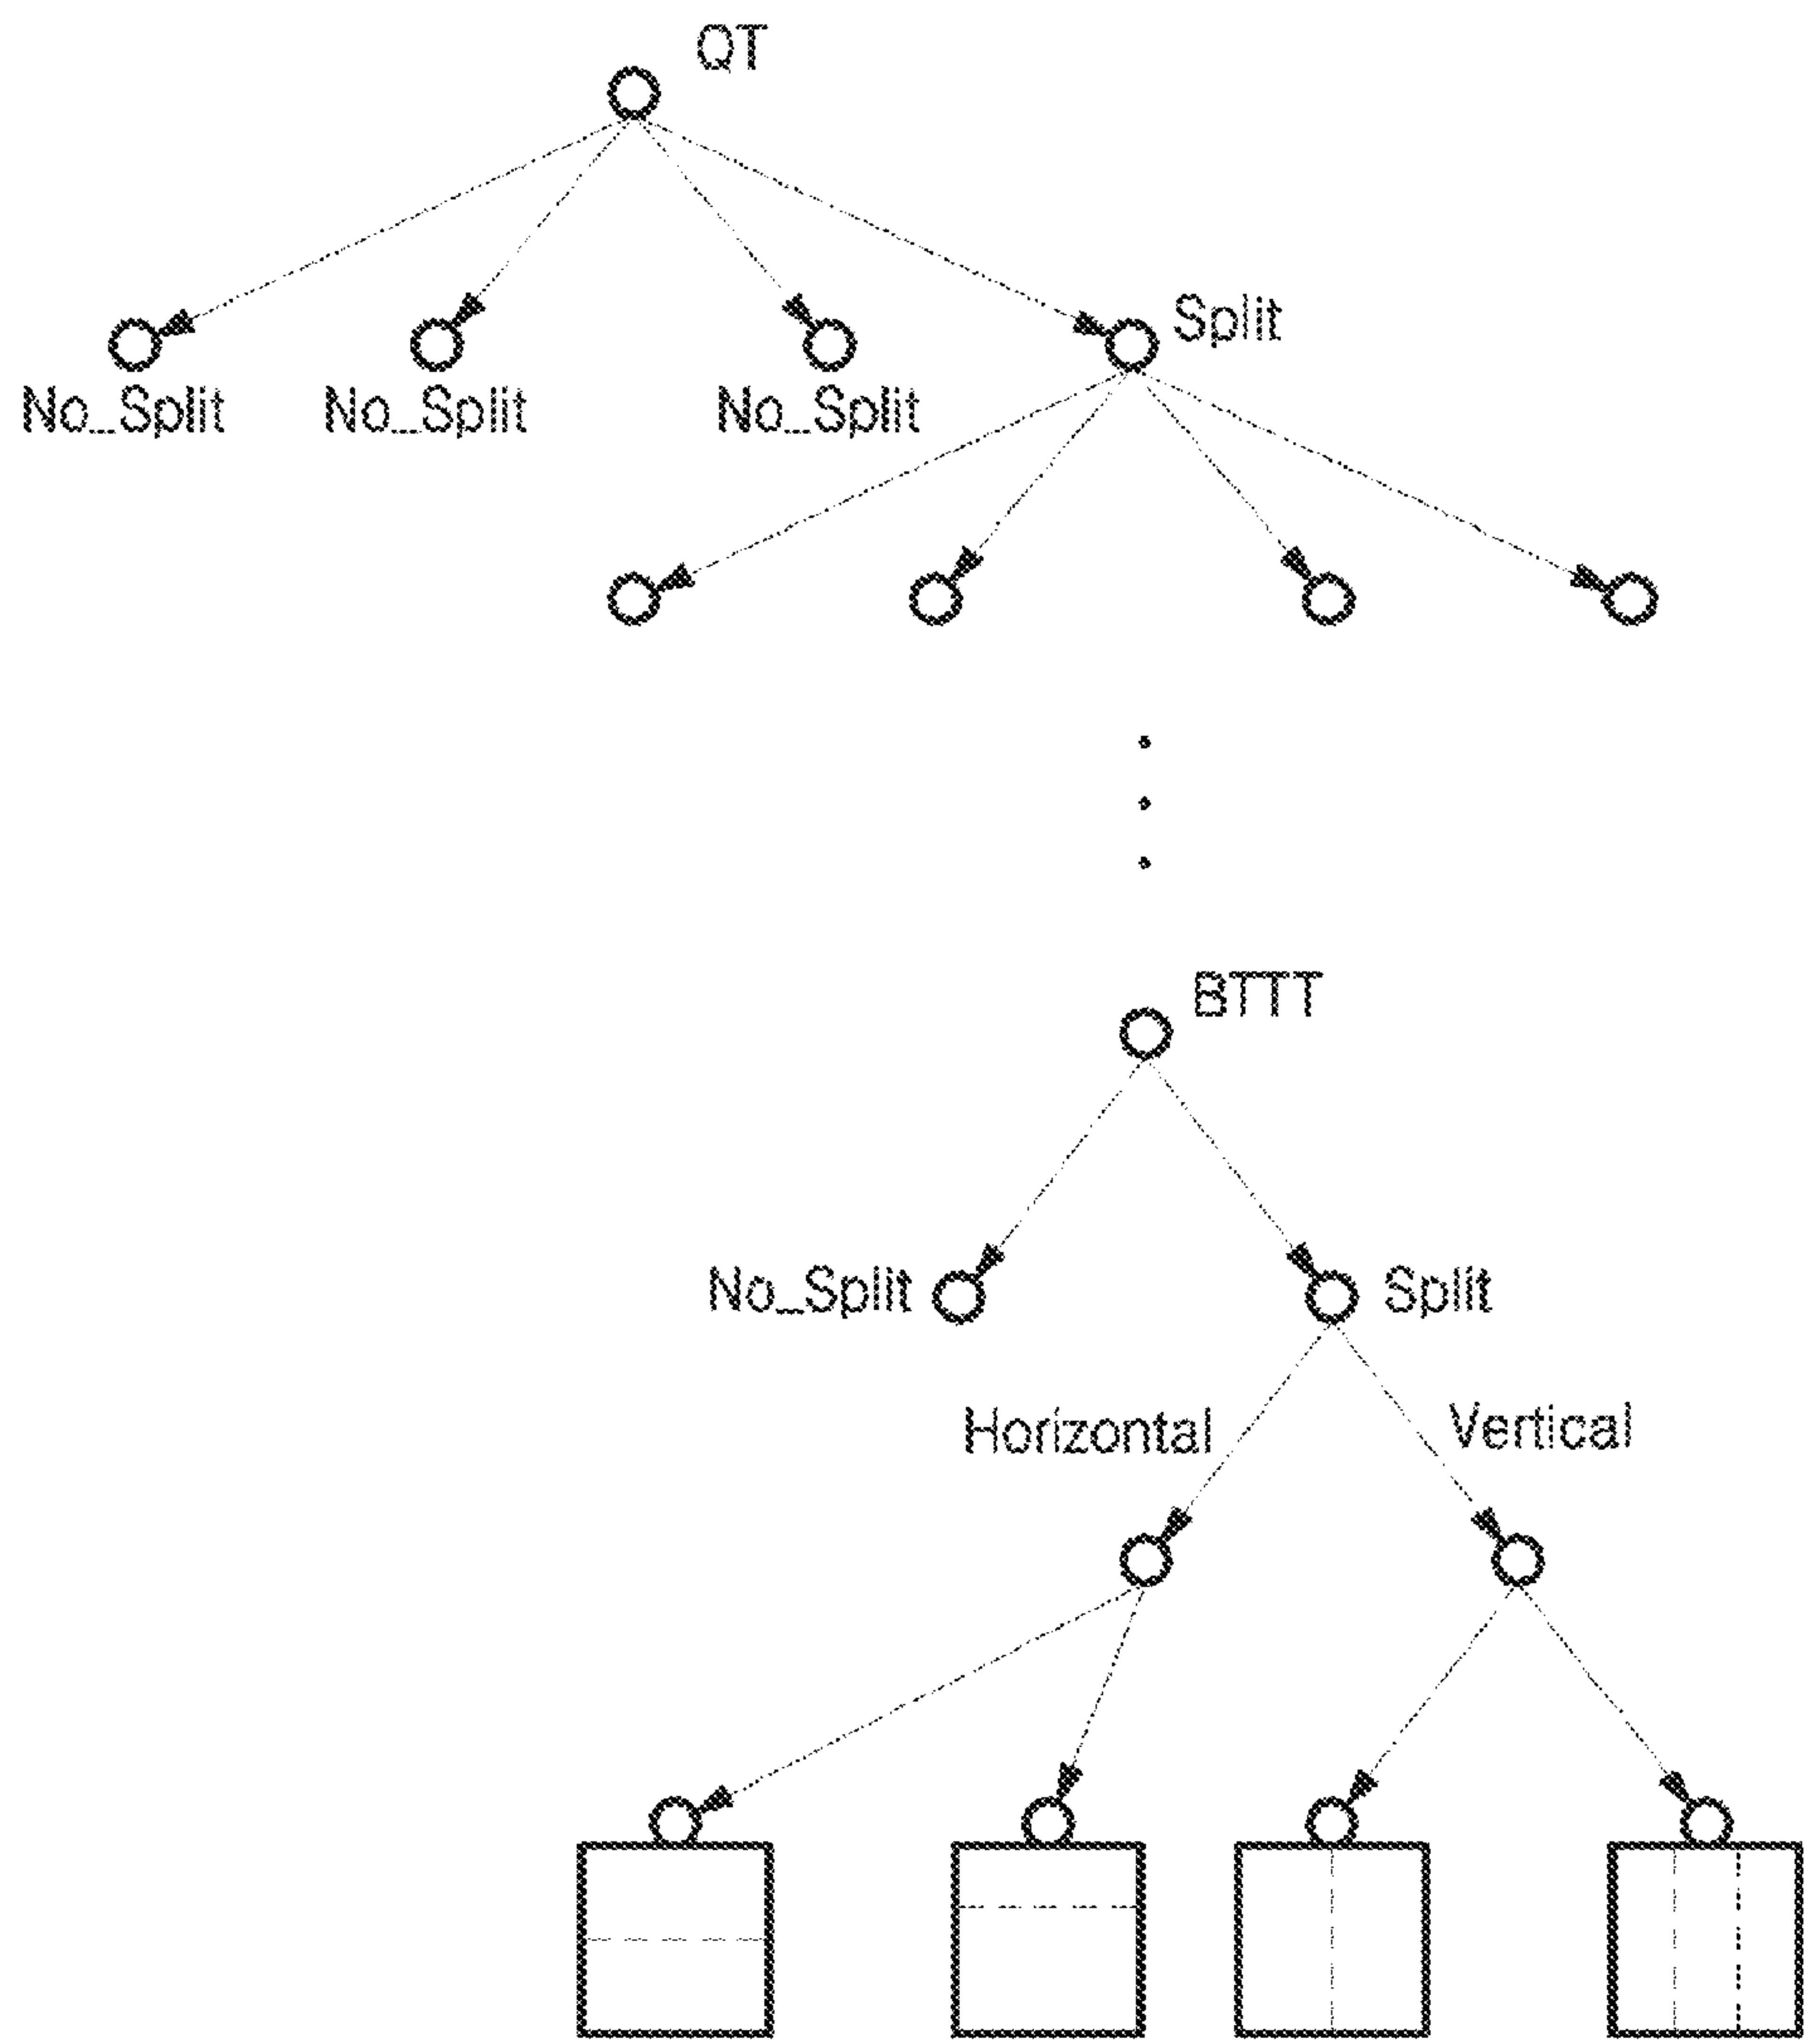 QT
Split
No_Split No_Split No_Split
BTTT
No_Split Split
Horizontal Vertical